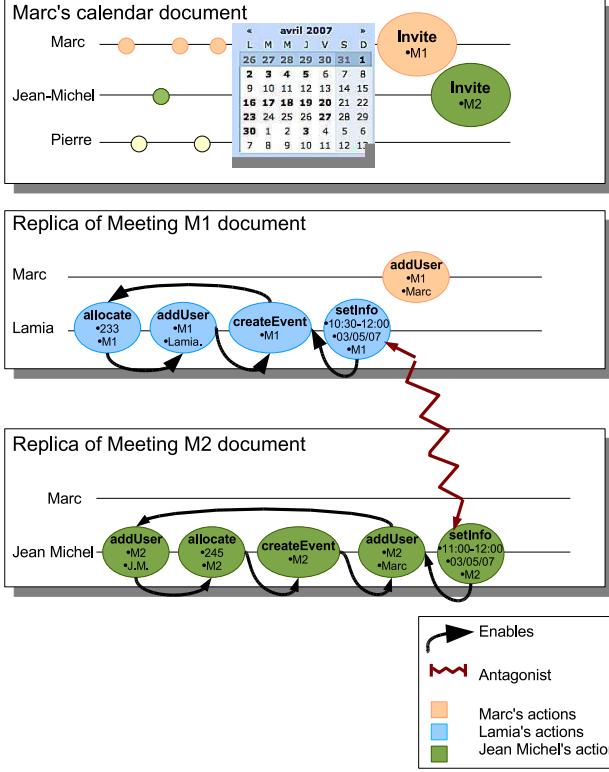 Marc's calendar document
Marc
Jean-Michel
Pierre
« avril 2007 »
L M M J V S D
26 27 28 29 30 31 1
2 3 4 5 6 7 8
9 10 11 12 13 14 15
16 17 18 19 20 21 22
23 24 25 26 27 28 29
30 1 2 3 4 5 6
7 8 9 10 11 12 13
Invite
•M1
Invite
•M2
Replica of Meeting M1 document
Marc
Lamia
addUser
•M1
•Marc
allocate
•233
•M1
addUser
•M1
•Lamia.
createEvent
•M1
setInfo
•10:30-12:00
•03/05/07
•M1
Replica of Meeting M2 document
Marc
Jean Michel
addUser
•M2
•J.M.
allocate
•245
•M2
createEvent
•M2
addUser
•M2
•Marc
setInfo
•11:00-12:00
•03/05/07
•M2
Enables
Antagonist
Marc's actions
Lamia's actions
Jean Michel's actio